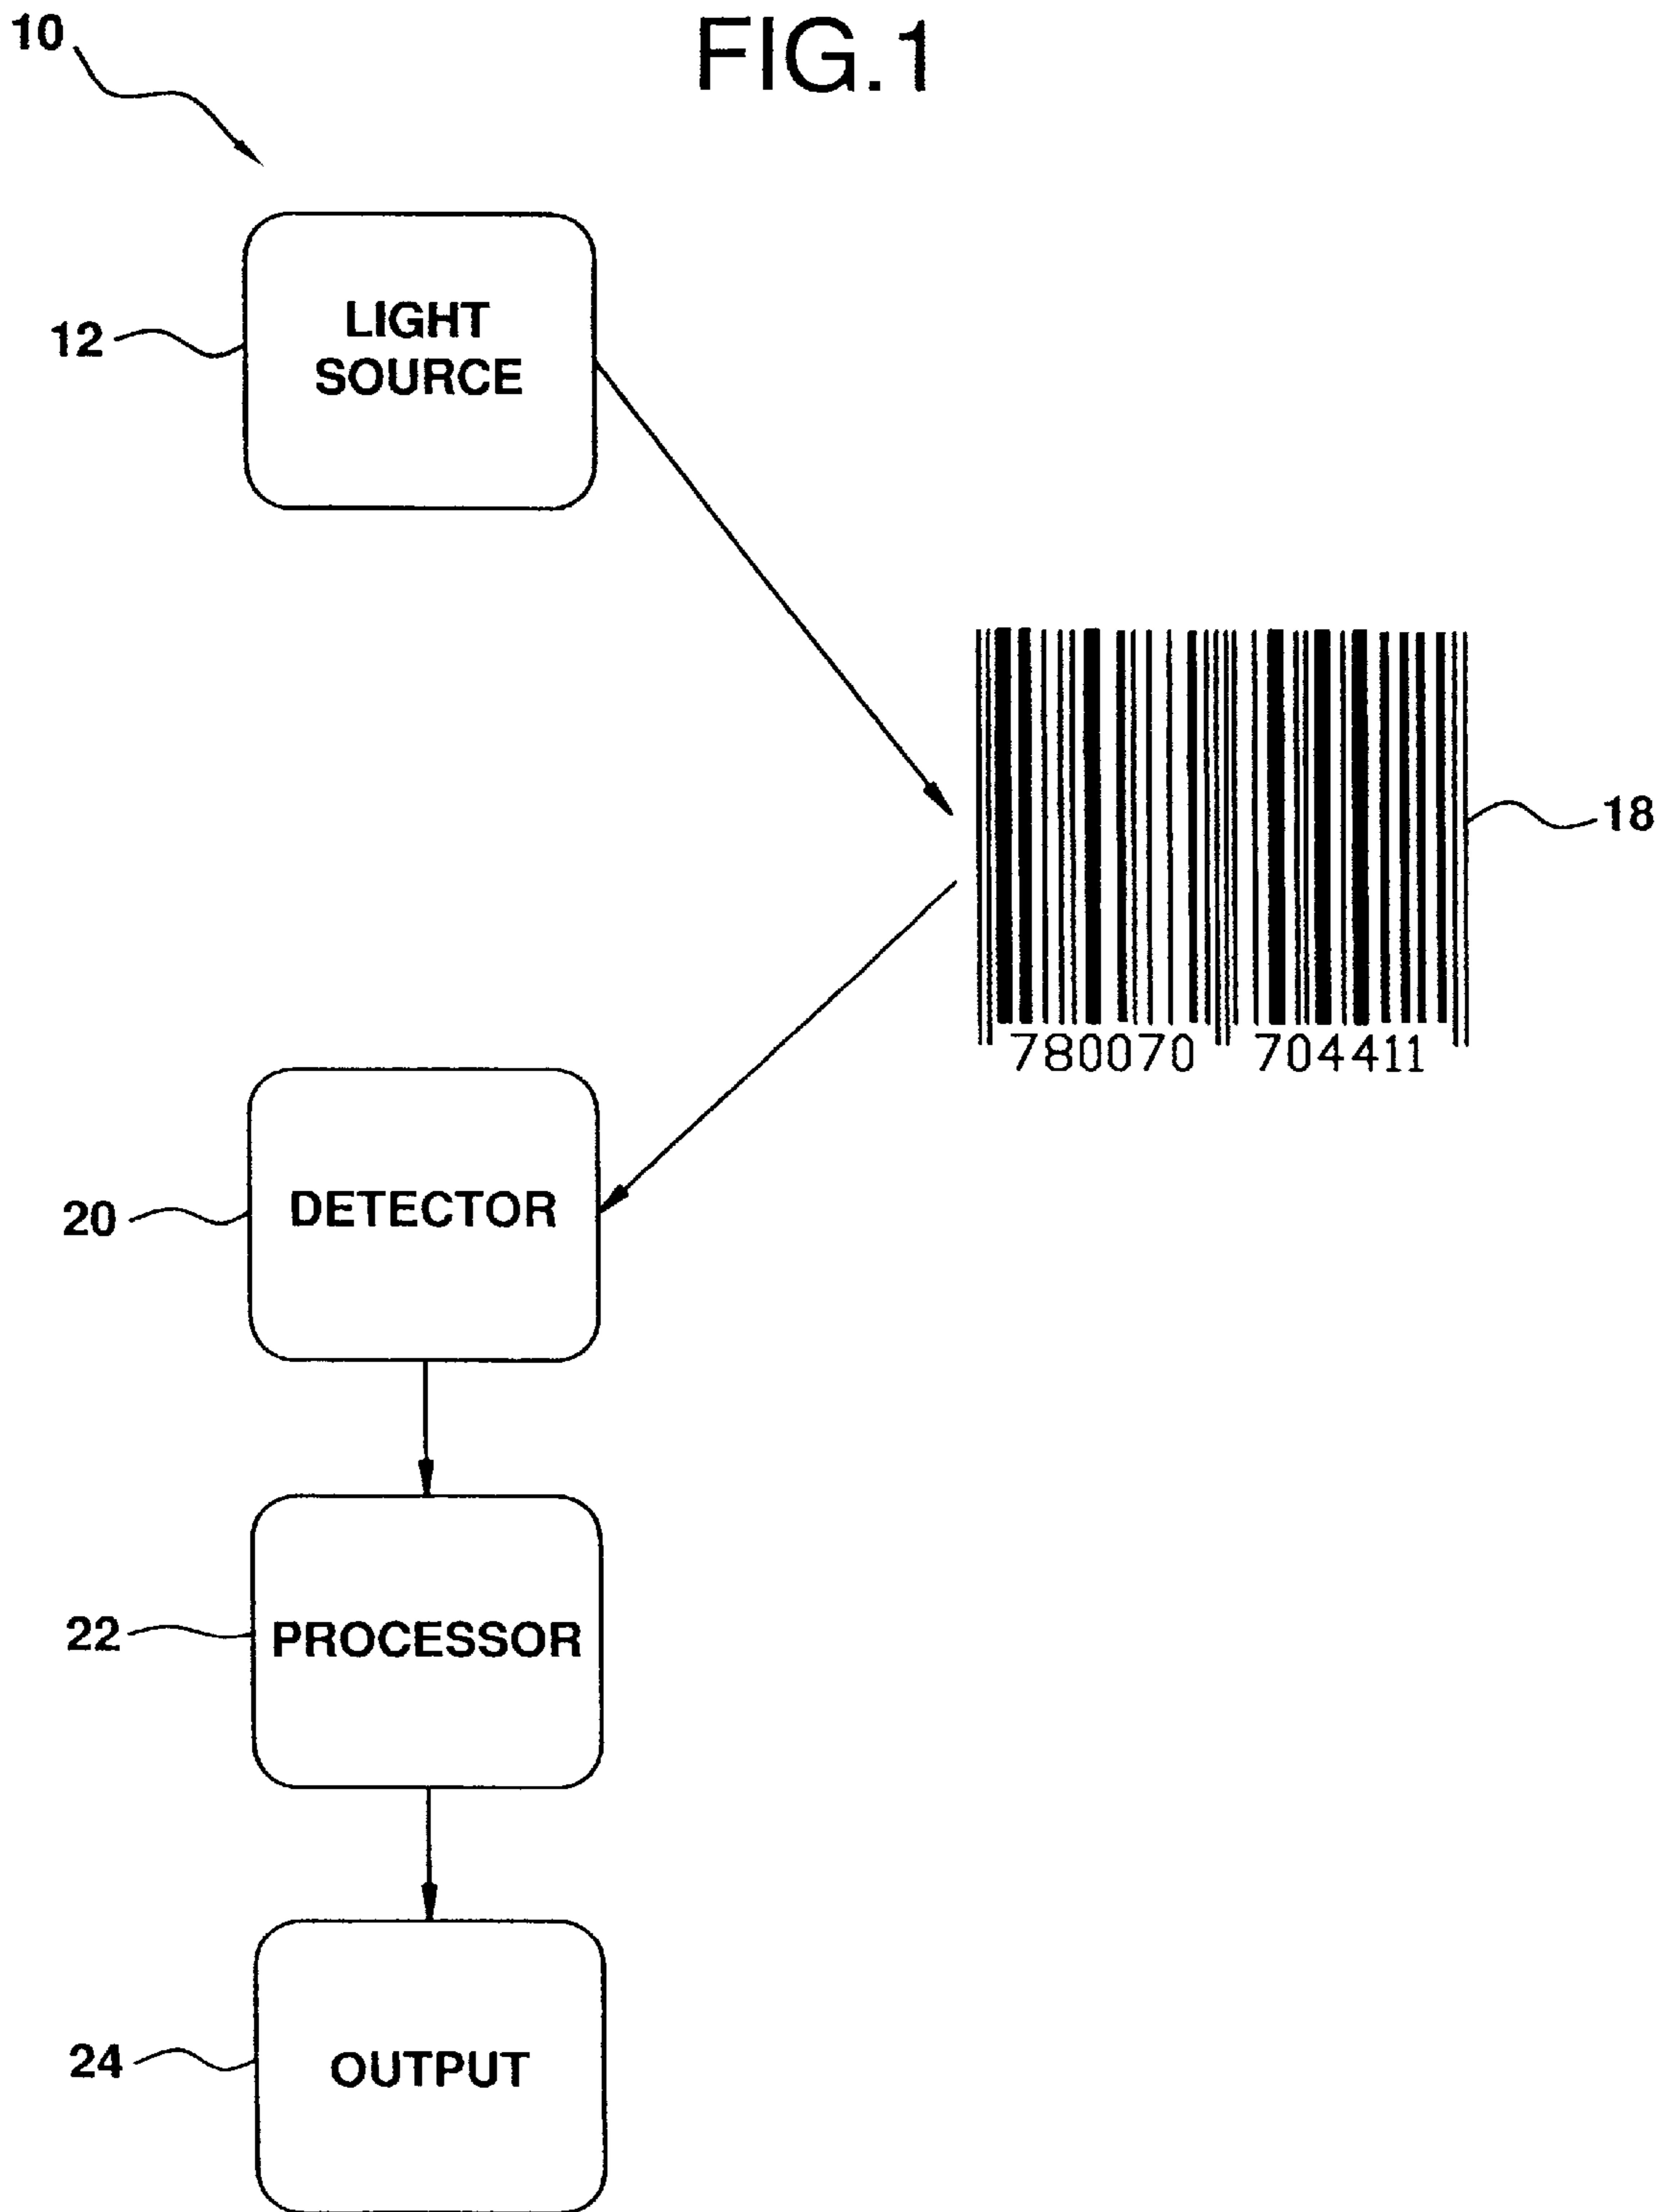 FIG.1
10
LIGHT
SOURCE
12
18
780070 704411
DETECTOR
20
PROCESSOR
22
OUTPUT
24